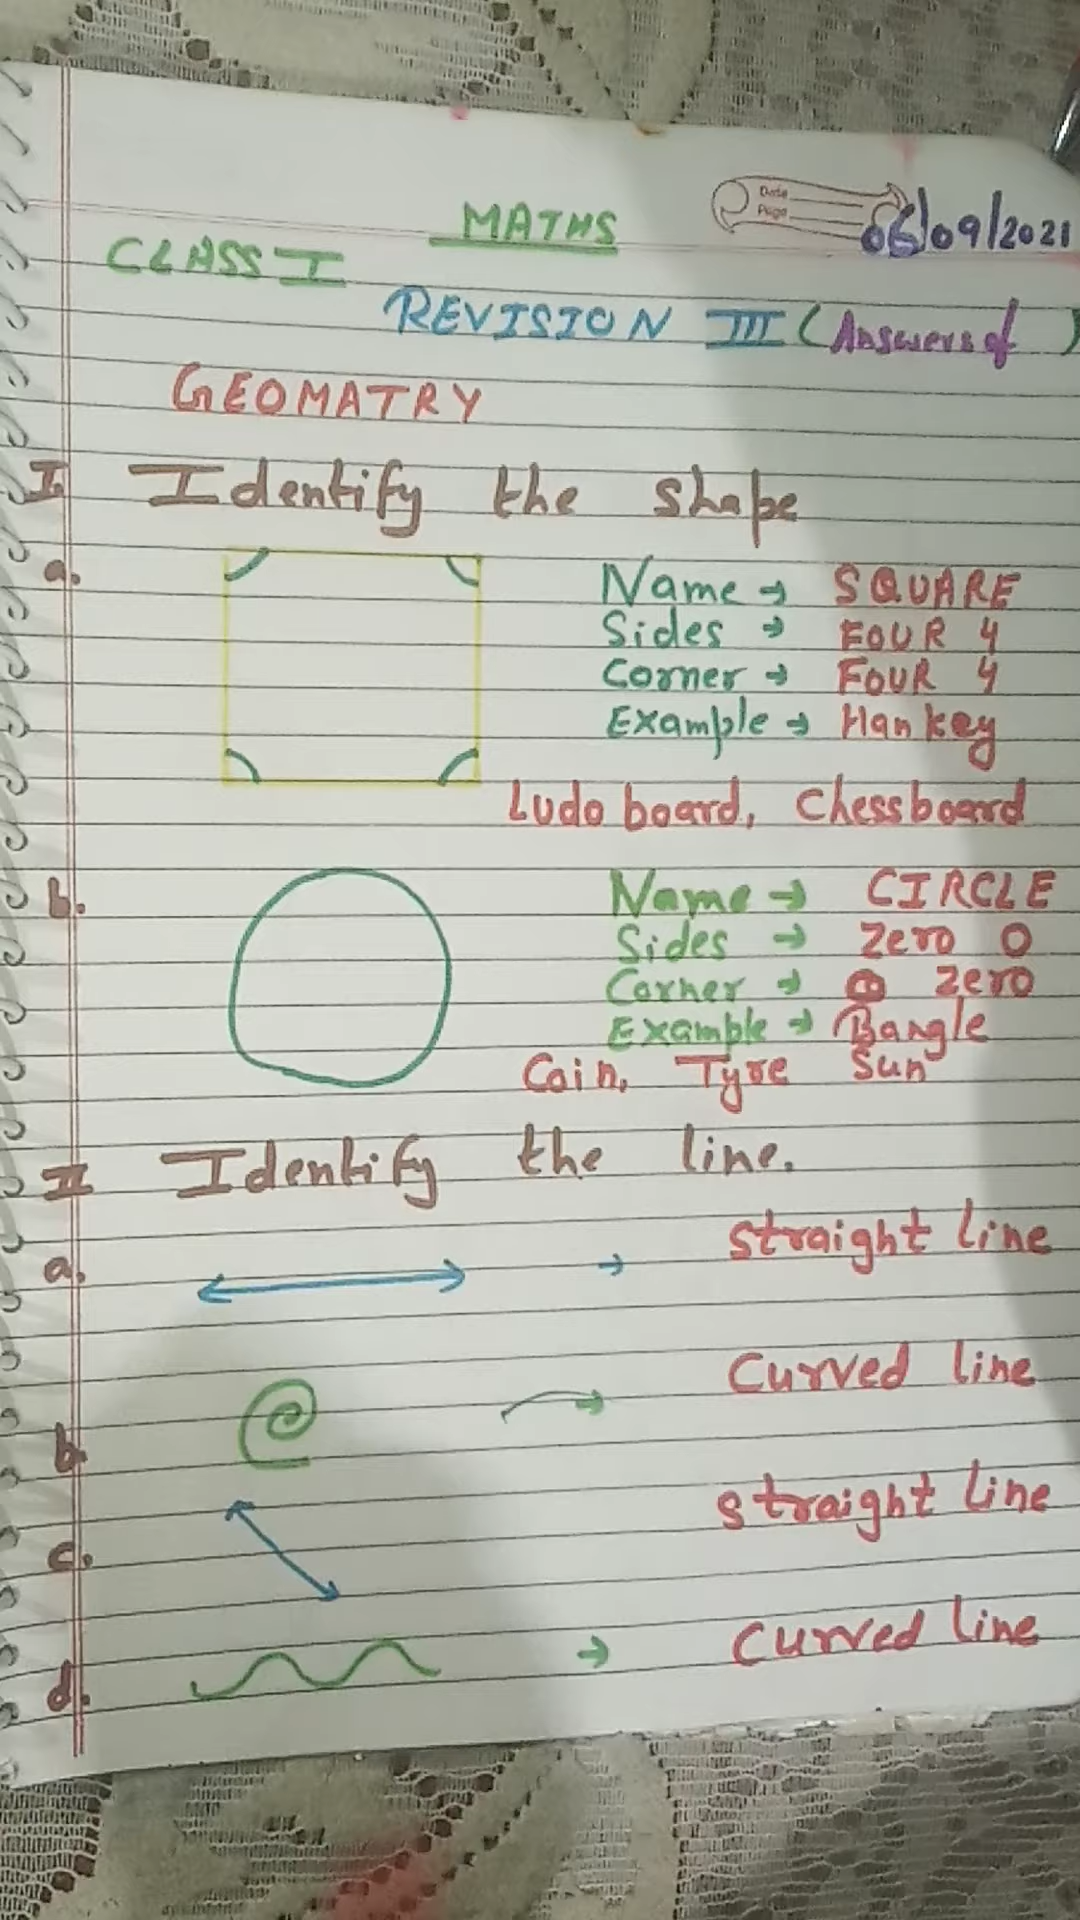 Date
Page
06/09/2021
MATHS
CLASS I
REVISION III (Answers of )
GEOMATRY
I. Identify the shape
a.
Name → SQUARE
Sides → FOUR 4
Corner → FOUR 4
Example → Hankey
Ludo board, Chessboard
b.
Name → CIRCLE
Sides → Zero 0
Corner → zero
Example → Bangle
Coin, Tyre Sun
II Identify the line.
a. → straight line
b. → Curved line
c. straight line
d. → Curved line